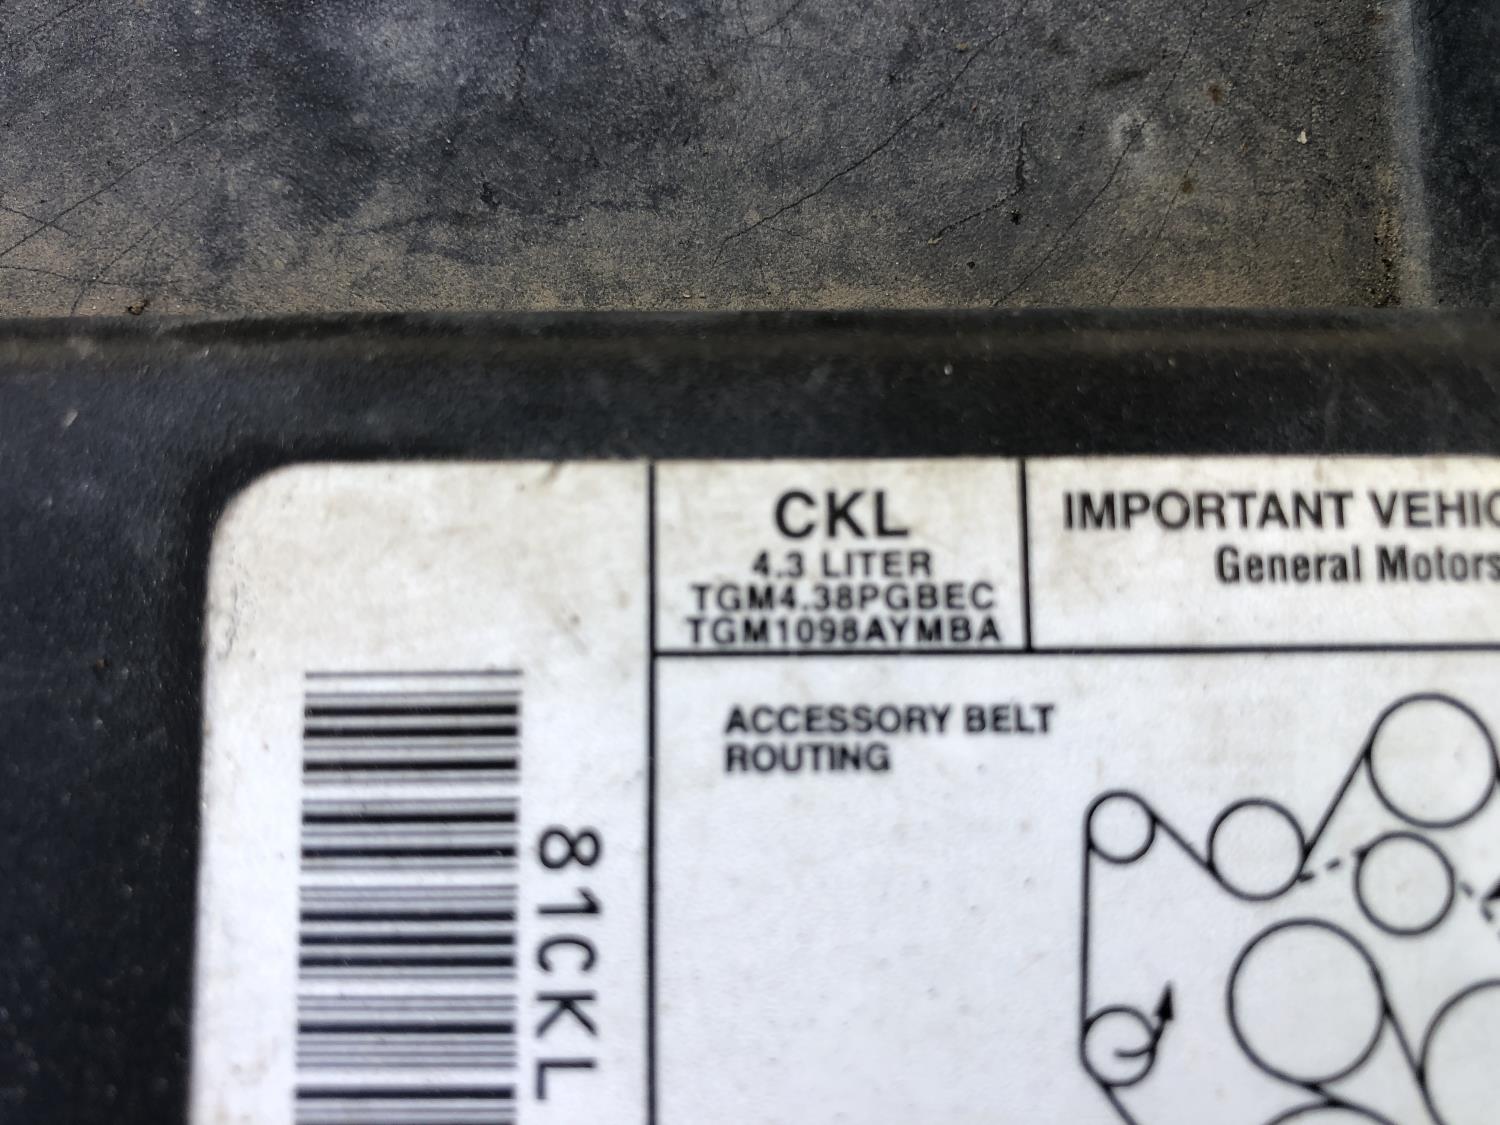 CKL
4.3 LITER
TGM4.38PGBEC
TGM1098AYMBA
IMPORTANT VEHIC
General Motors
ACCESSORY BELT
ROUTING
81CKL